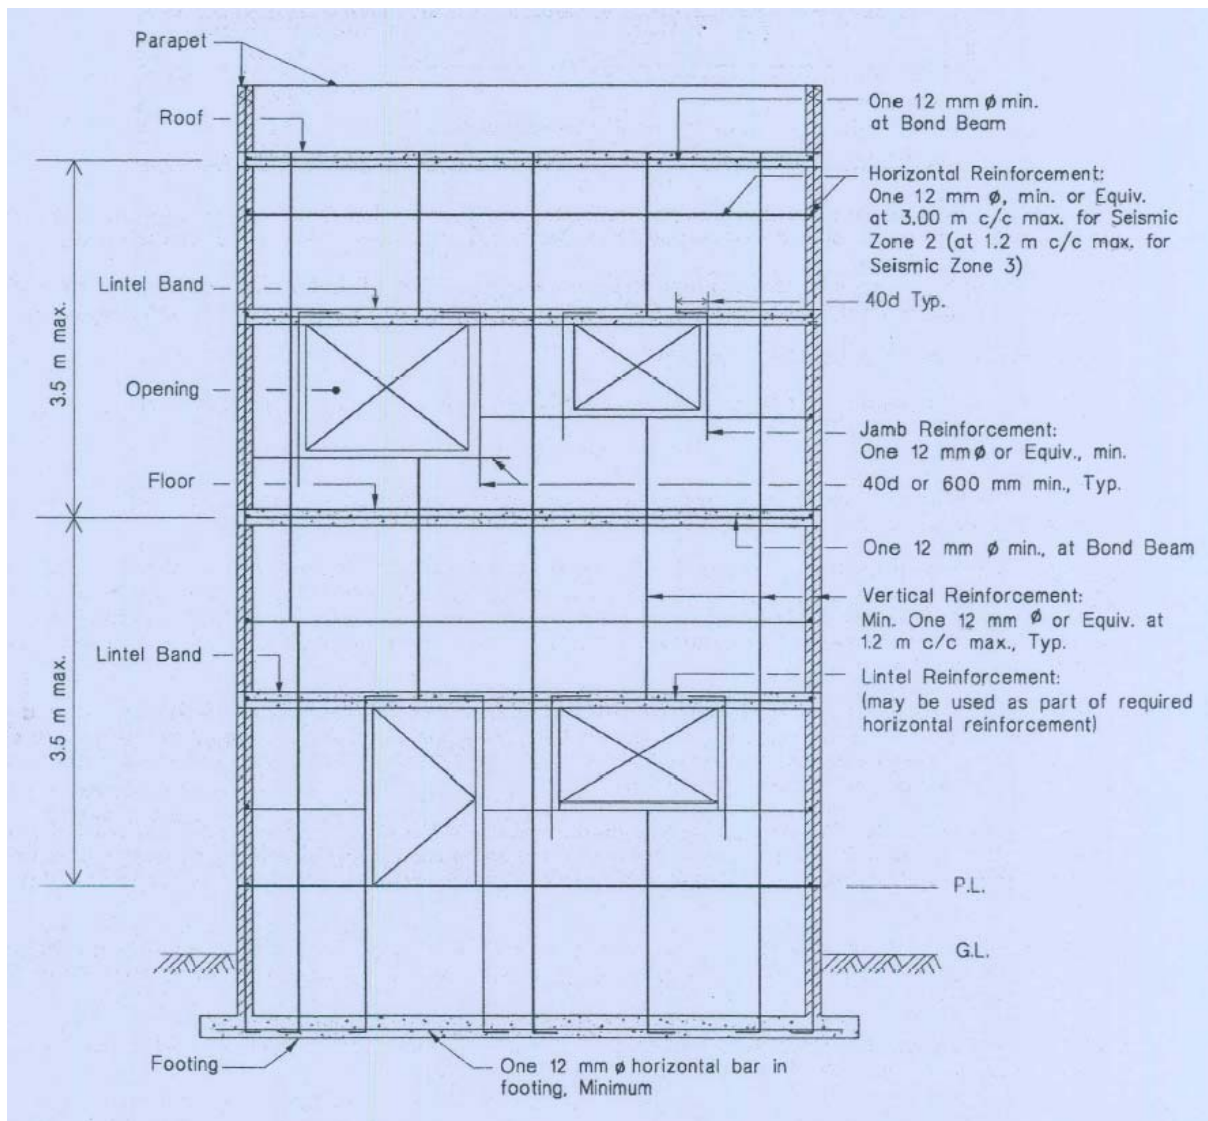 Parapet
Roof
One 12 mm ø min.
at Bond Beam
Horizontal Reinforcement:
One 12 mm ø, min. or Equiv.
at 3.00 m c/c max. for Seismic
Zone 2 (at 1.2 m c/c max. for
Seismic Zone 3)
Lintel Band
40d Typ.
3.5 m max.
Opening
Jamb Reinforcement:
One 12 mm ø or Equiv., min.
Floor
40d or 600 mm min., Typ.
One 12 mm ø min., at Bond Beam
Vertical Reinforcement:
Min. One 12 mm ø or Equiv. at
1.2 m c/c max., Typ.
Lintel Band
Lintel Reinforcement:
(may be used as part of required
horizontal reinforcement)
3.5 m max.
P.L.
G.L.
Footing
One 12 mm ø horizontal bar in
footing, Minimum